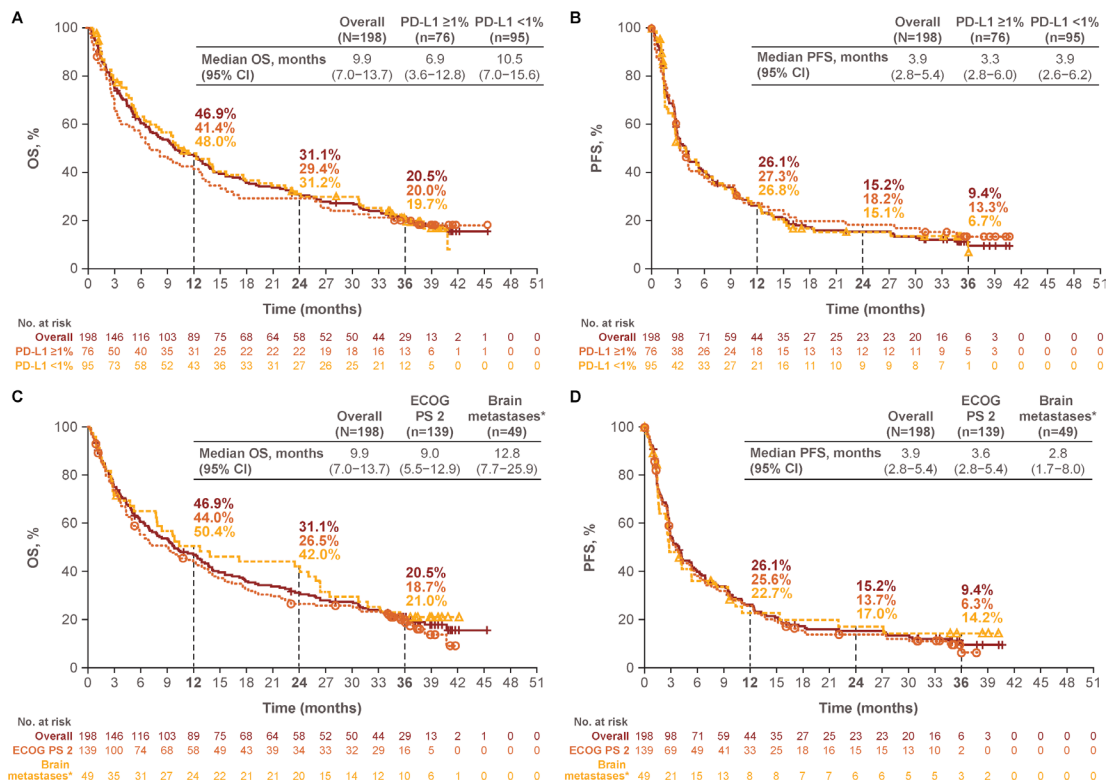 A
Overall PD-L1 ≥1% PD-L1 <1%
(N=198) (n=76) (n=95)
Median OS, months 9.9 6.9 10.5
(95% CI) (7.0–13.7) (3.6–12.8) (7.0–15.6)
OS, %
100
80
60
40
20
0
46.9%
41.4%
48.0%
31.1%
29.4%
31.2%
20.5%
20.0%
19.7%
0 3 6 9 12 15 18 21 24 27 30 33 36 39 42 45 48 51
Time (months)
No. at risk
Overall 198 146 116 103 89 75 68 64 58 52 50 44 29 13 2 1 0 0
PD-L1 ≥1% 76 50 40 35 31 25 22 22 22 19 18 16 13 6 1 1 0 0
PD-L1 <1% 95 73 58 52 43 36 33 31 27 26 25 21 12 5 0 0 0 0
B
Overall PD-L1 ≥1% PD-L1 <1%
(N=198) (n=76) (n=95)
Median PFS, months 3.9 3.3 3.9
(95% CI) (2.8–5.4) (2.8–6.0) (2.6–6.2)
PFS, %
100
80
60
40
20
0
26.1%
27.3%
26.8%
15.2%
18.2%
15.1%
9.4%
13.3%
6.7%
0 3 6 9 12 15 18 21 24 27 30 33 36 39 42 45 48 51
Time (months)
No. at risk
Overall 198 98 71 59 44 35 27 25 23 23 20 16 6 3 0 0 0 0
PD-L1 ≥1% 76 38 26 24 18 15 13 13 12 12 11 9 5 3 0 0 0 0
PD-L1 <1% 95 42 33 27 21 16 11 10 9 9 8 7 1 0 0 0 0 0
C
Overall ECOG PS 2 Brain metastases*
(N=198) (n=139) (n=49)
Median OS, months 9.9 9.0 12.8
(95% CI) (7.0–13.7) (5.5–12.9) (7.7–25.9)
OS, %
100
80
60
40
20
0
46.9%
44.0%
50.4%
31.1%
26.5%
42.0%
20.5%
18.7%
21.0%
0 3 6 9 12 15 18 21 24 27 30 33 36 39 42 45 48 51
Time (months)
No. at risk
Overall 198 146 116 103 89 75 68 64 58 52 50 44 29 13 2 1 0 0
ECOG PS 2 139 100 74 68 58 49 43 39 34 33 32 29 16 5 0 0 0 0
Brain
metastases* 49 35 31 27 24 22 21 21 20 15 14 12 10 6 1 0 0 0
D
Overall ECOG PS 2 Brain metastases*
(N=198) (n=139) (n=49)
Median PFS, months 3.9 3.6 2.8
(95% CI) (2.8–5.4) (2.8–5.4) (1.7–8.0)
PFS, %
100
80
60
40
20
0
26.1%
25.6%
22.7%
15.2%
13.7%
17.0%
9.4%
6.3%
14.2%
0 3 6 9 12 15 18 21 24 27 30 33 36 39 42 45 48 51
Time (months)
No. at risk
Overall 198 98 71 59 44 35 27 25 23 23 20 16 6 3 0 0 0 0
ECOG PS 2 139 69 49 41 33 25 18 16 15 15 13 10 2 0 0 0 0 0
Brain
metastases* 49 21 15 13 8 8 7 7 6 6 5 5 3 2 0 0 0 0